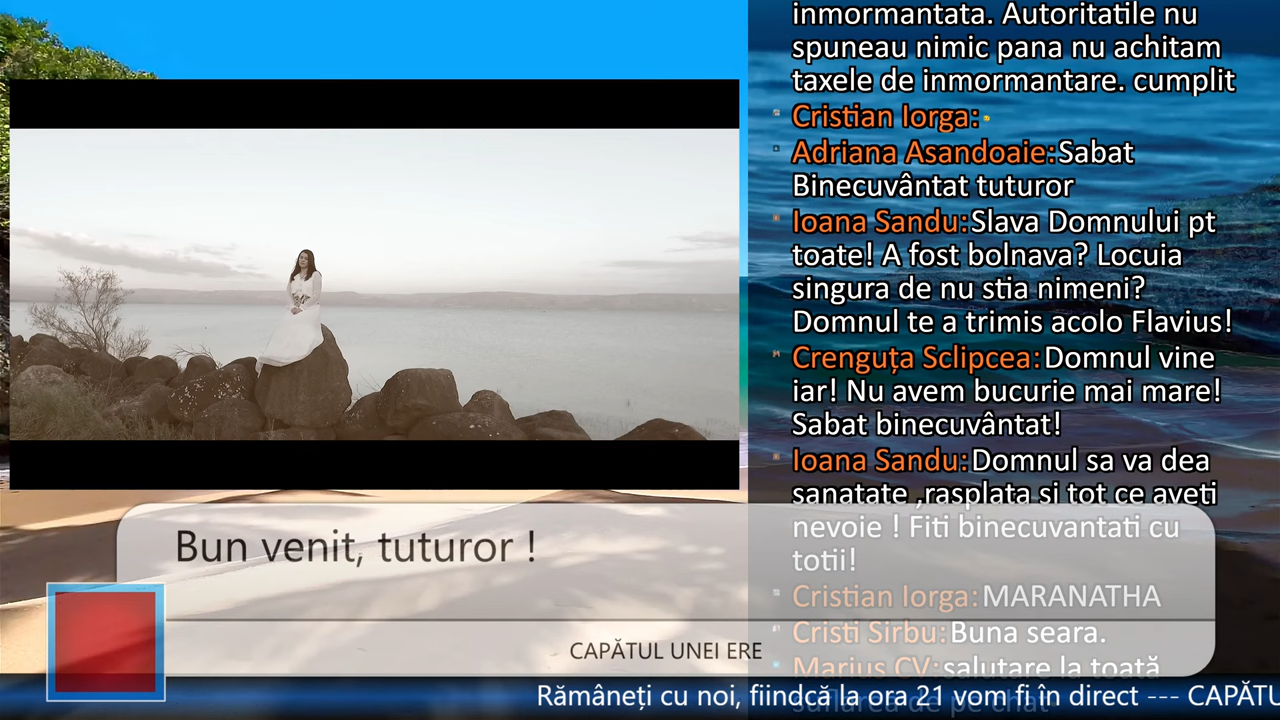 inmormantata. Autoritatile nu
spuneau nimic pana nu achitam
taxele de inmormantare. cumplit
Cristian Iorga:
Adriana Asandoaie:Sabat
Binecuvântat tuturor
Ioana Sandu:Slava Domnului pt
toate! A fost bolnava? Locuia
singura de nu stia nimeni?
Domnul te a trimis acolo Flavius!
Crenguța Sclipcea:Domnul vine
iar! Nu avem bucurie mai mare!
Sabat binecuvântat!
Ioana Sandu:Domnul sa va dea
sanatate ,rasplata si tot ce aveti
nevoie ! Fiti binecuvantati cu
totii!
Cristian Iorga:MARANATHA
Cristi Sirbu:Buna seara.
Marius CV:salutare la toată
suflarea de pe chat
Bun venit, tuturor !
CAPĂTUL UNEI ERE
Rămâneți cu noi, fiindcă la ora 21 vom fi în direct --- CAPĂTU